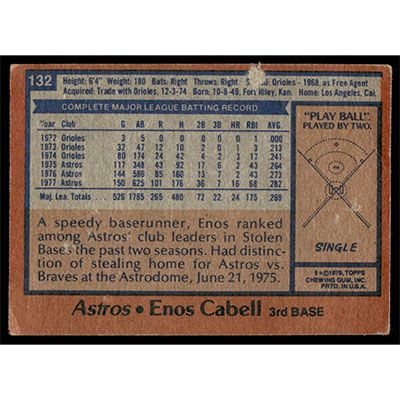 132
Height: 6'4" Weight: 180 Bats: Right Throws: Right Signed: Orioles - 1968, as Free Agent
Acquired: Trade with Orioles, 12-3-74 Born: 10-8-49, Fort Riley, Kan. Home: Los Angeles, Cal.
COMPLETE MAJOR LEAGUE BATTING RECORD
Year Club G AB R H 2B 3B HR RBI AVG.
1972 Orioles 3 5 0 0 0 0 0 1 .000
1973 Orioles 32 47 12 10 2 0 1 3 .213
1974 Orioles 80 174 24 42 4 2 3 17 .241
1975 Astros 117 348 43 92 15 6 2 43 .264
1976 Astros 144 586 85 160 13 7 2 43 .273
1977 Astros 150 625 101 176 36 7 16 68 .282
Maj. Lea. Totals 526 1785 265 480 72 22 24 175 .269
A speedy baserunner, Enos ranked
among Astros' club leaders in Stolen
Bases the past two seasons. Had distinc-
tion of stealing home for Astros vs.
Braves at the Astrodome, June 21, 1975.
"PLAY BALL"
PLAYED BY TWO.
SINGLE
©1978, TOPPS
CHEWING GUM, INC.
PRTD. IN U.S.A.
Astros • Enos Cabell 3rd BASE